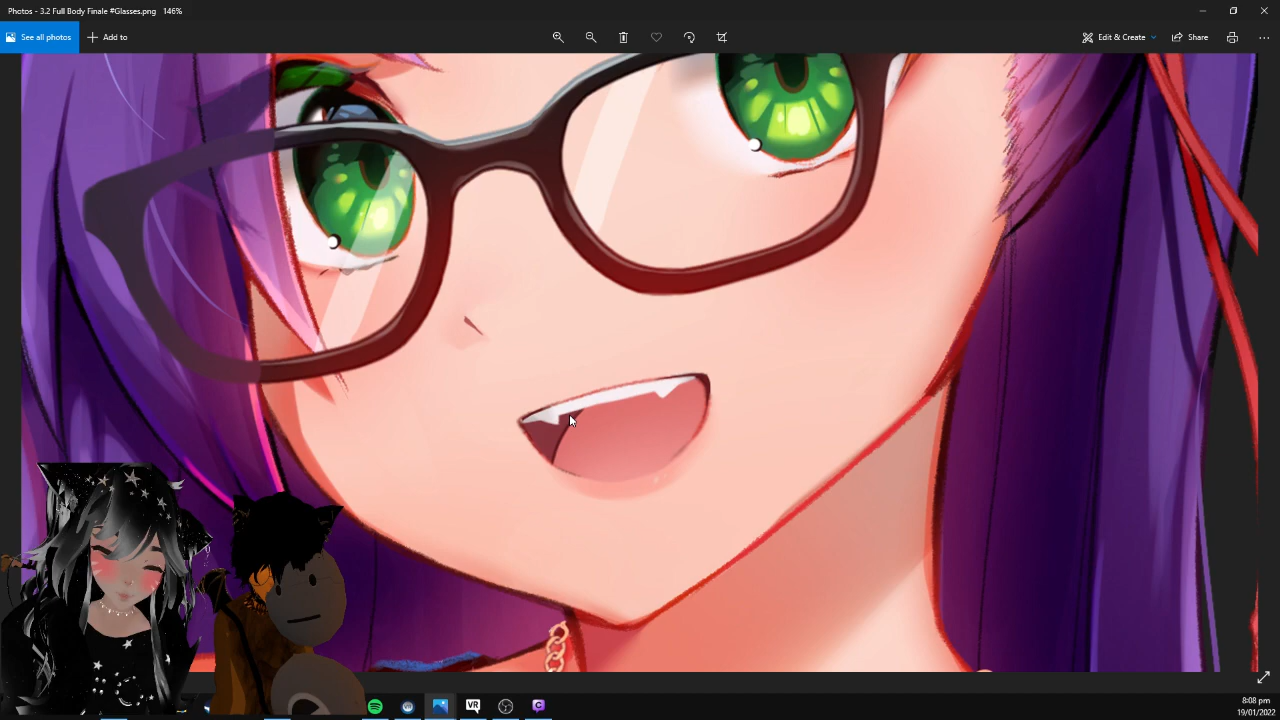 Photos - 3.2 Full Body Finale #Glasses.png   146%
See all photos
Add to
Edit & Create
Share
VR
8:08 pm
19/01/2022